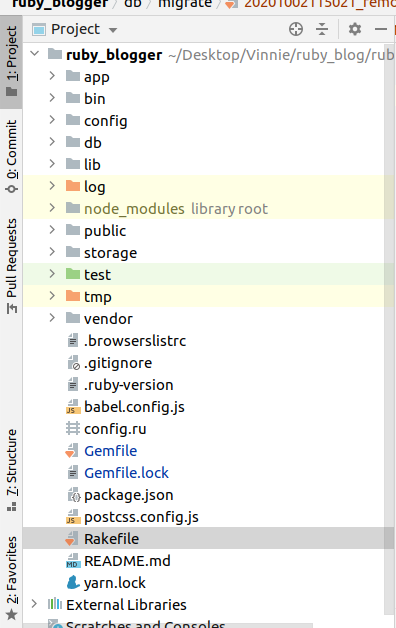 ruby_blogger / db / migrate / 20201002115021_remo
1: Project
Project
ruby_blogger ~/Desktop/Vinnie/ruby_blog/rub
app
bin
config
db
lib
0: Commit
log
node_modules library root
public
Pull Requests
storage
test
tmp
vendor
.browserslistrc
.gitignore
.ruby-version
babel.config.js
config.ru
7: Structure
Gemfile
Gemfile.lock
package.json
postcss.config.js
Rakefile
2: Favorites
README.md
yarn.lock
External Libraries
Scratches and Consoles